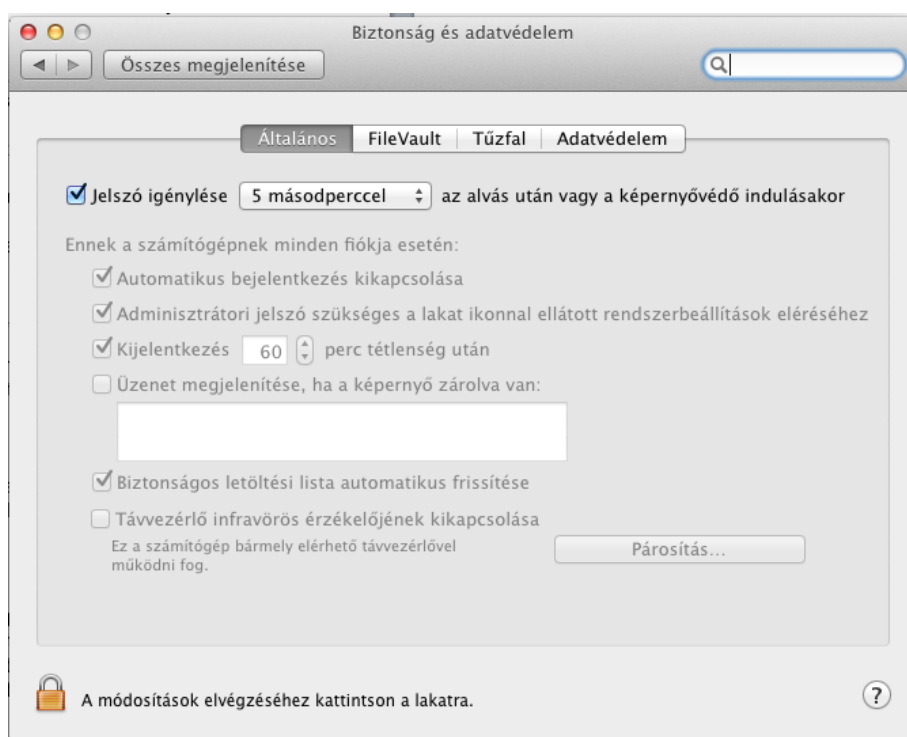 Biztonság és adatvédelem
Összes megjelenítése
Általános FileVault Tűzfal Adatvédelem
Jelszó igénylése 5 másodperccel az alvás után vagy a képernyővédő indulásakor
Ennek a számítógépnek minden fiókja esetén:
Automatikus bejelentkezés kikapcsolása
Adminisztrátori jelszó szükséges a lakat ikonnal ellátott rendszerbeállítások eléréséhez
Kijelentkezés 60 perc tétlenség után
Üzenet megjelenítése, ha a képernyő zárolva van:
Biztonságos letöltési lista automatikus frissítése
Távvezérlő infravörös érzékelőjének kikapcsolása
Ez a számítógép bármely elérhető távvezérlővel
működni fog.
Párosítás...
A módosítások elvégzéséhez kattintson a lakatra.
?